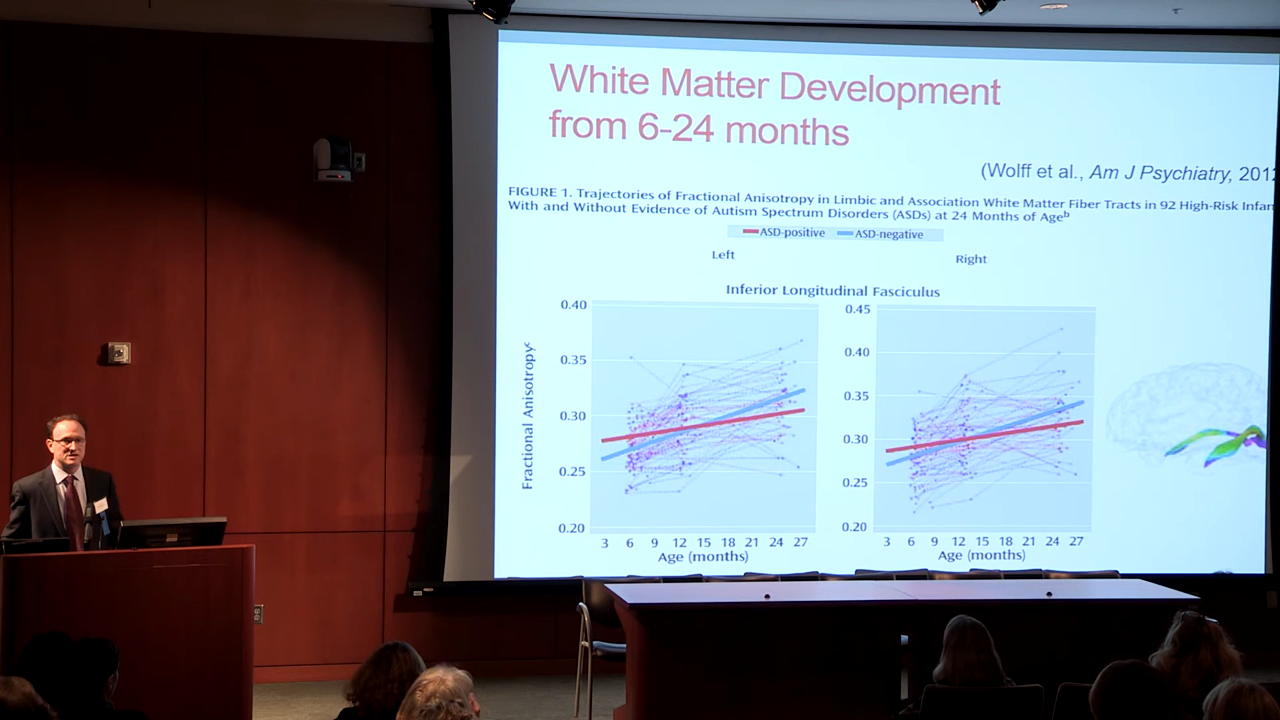 White Matter Development
from 6-24 months
(Wolff et al., Am J Psychiatry, 201
FIGURE 1. Trajectories of Fractional Anisotropy in Limbic and Association White Matter Fiber Tracts in 92 High-Risk Infan
With and Without Evidence of Autism Spectrum Disorders (ASDs) at 24 Months of Ageᵇ
ASD-positive ASD-negative
Left Right
Inferior Longitudinal Fasciculus
Fractional Anisotropyᶜ
0.40
0.35
0.30
0.25
0.20
3 6 9 12 15 18 21 24 27
Age (months)
0.45
0.40
0.35
0.30
0.25
0.20
3 6 9 12 15 18 21 24 27
Age (months)